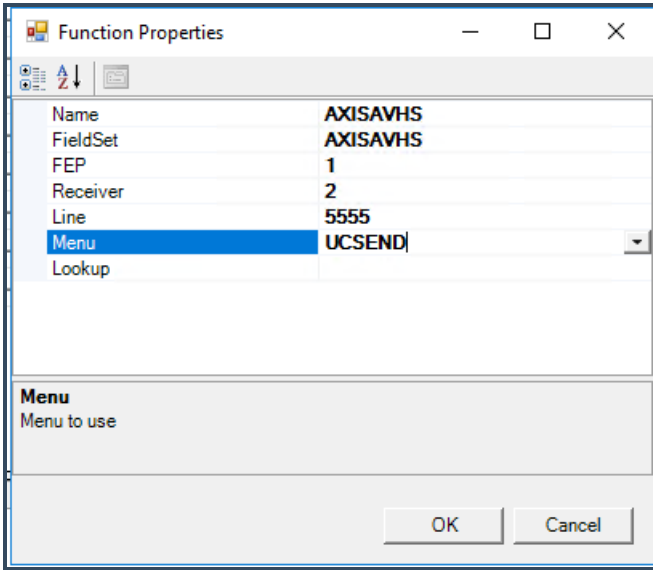 Function Properties
Name AXISAVHS
FieldSet AXISAVHS
FEP 1
Receiver 2
Line 5555
Menu UCSEND
Lookup
Menu
Menu to use
OK Cancel